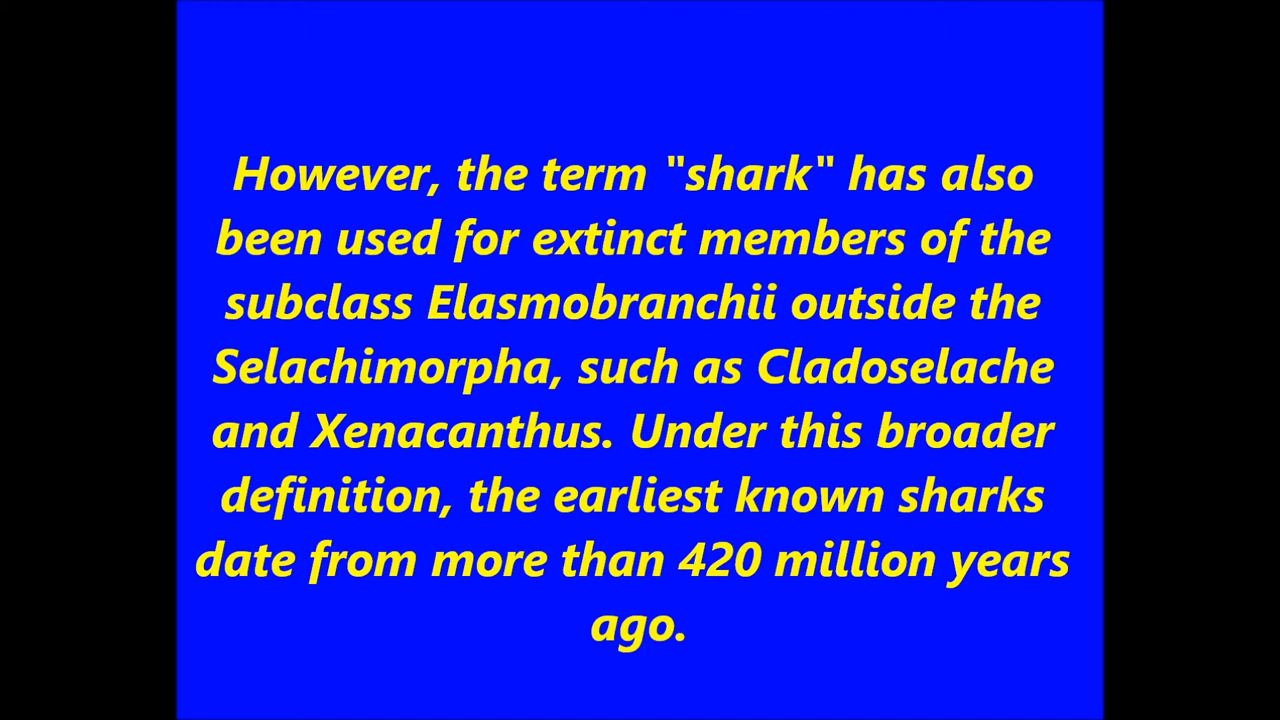 However, the term "shark" has also
been used for extinct members of the
subclass Elasmobranchii outside the
Selachimorpha, such as Cladoselache
and Xenacanthus. Under this broader
definition, the earliest known sharks
date from more than 420 million years
ago.